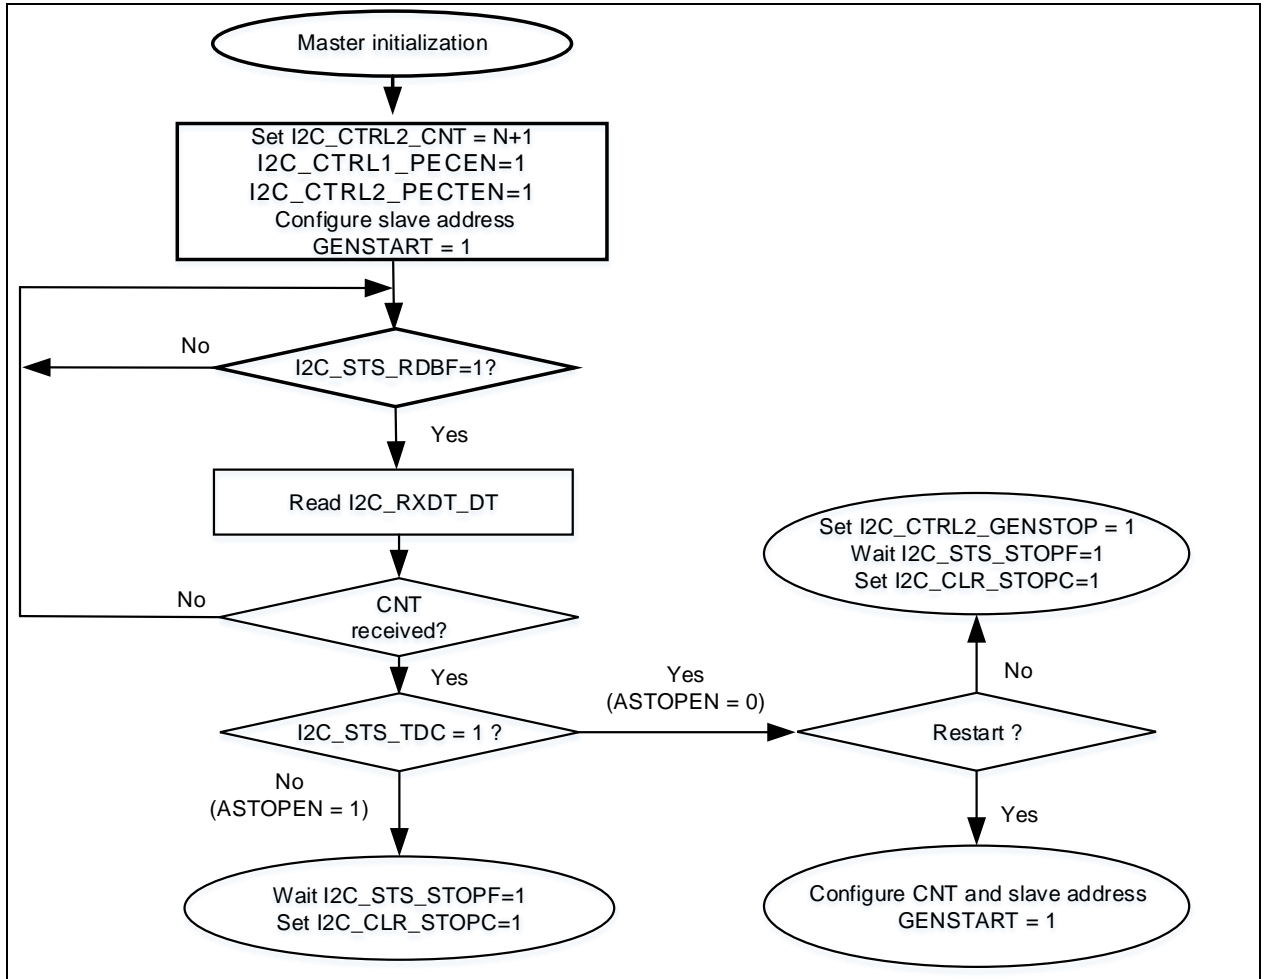 Master initialization
Set I2C_CTRL2_CNT = N+1
I2C_CTRL1_PECEN=1
I2C_CTRL2_PECTEN=1
Configure slave address
GENSTART = 1
No
I2C_STS_RDBF=1?
Yes
Read I2C_RXDT_DT
No
CNT
received?
Yes
I2C_STS_TDC = 1 ?
Yes
(ASTOPEN = 0)
No
(ASTOPEN = 1)
Wait I2C_STS_STOPF=1
Set I2C_CLR_STOPC=1
Set I2C_CTRL2_GENSTOP = 1
Wait I2C_STS_STOPF=1
Set I2C_CLR_STOPC=1
No
Restart ?
Yes
Configure CNT and slave address
GENSTART = 1